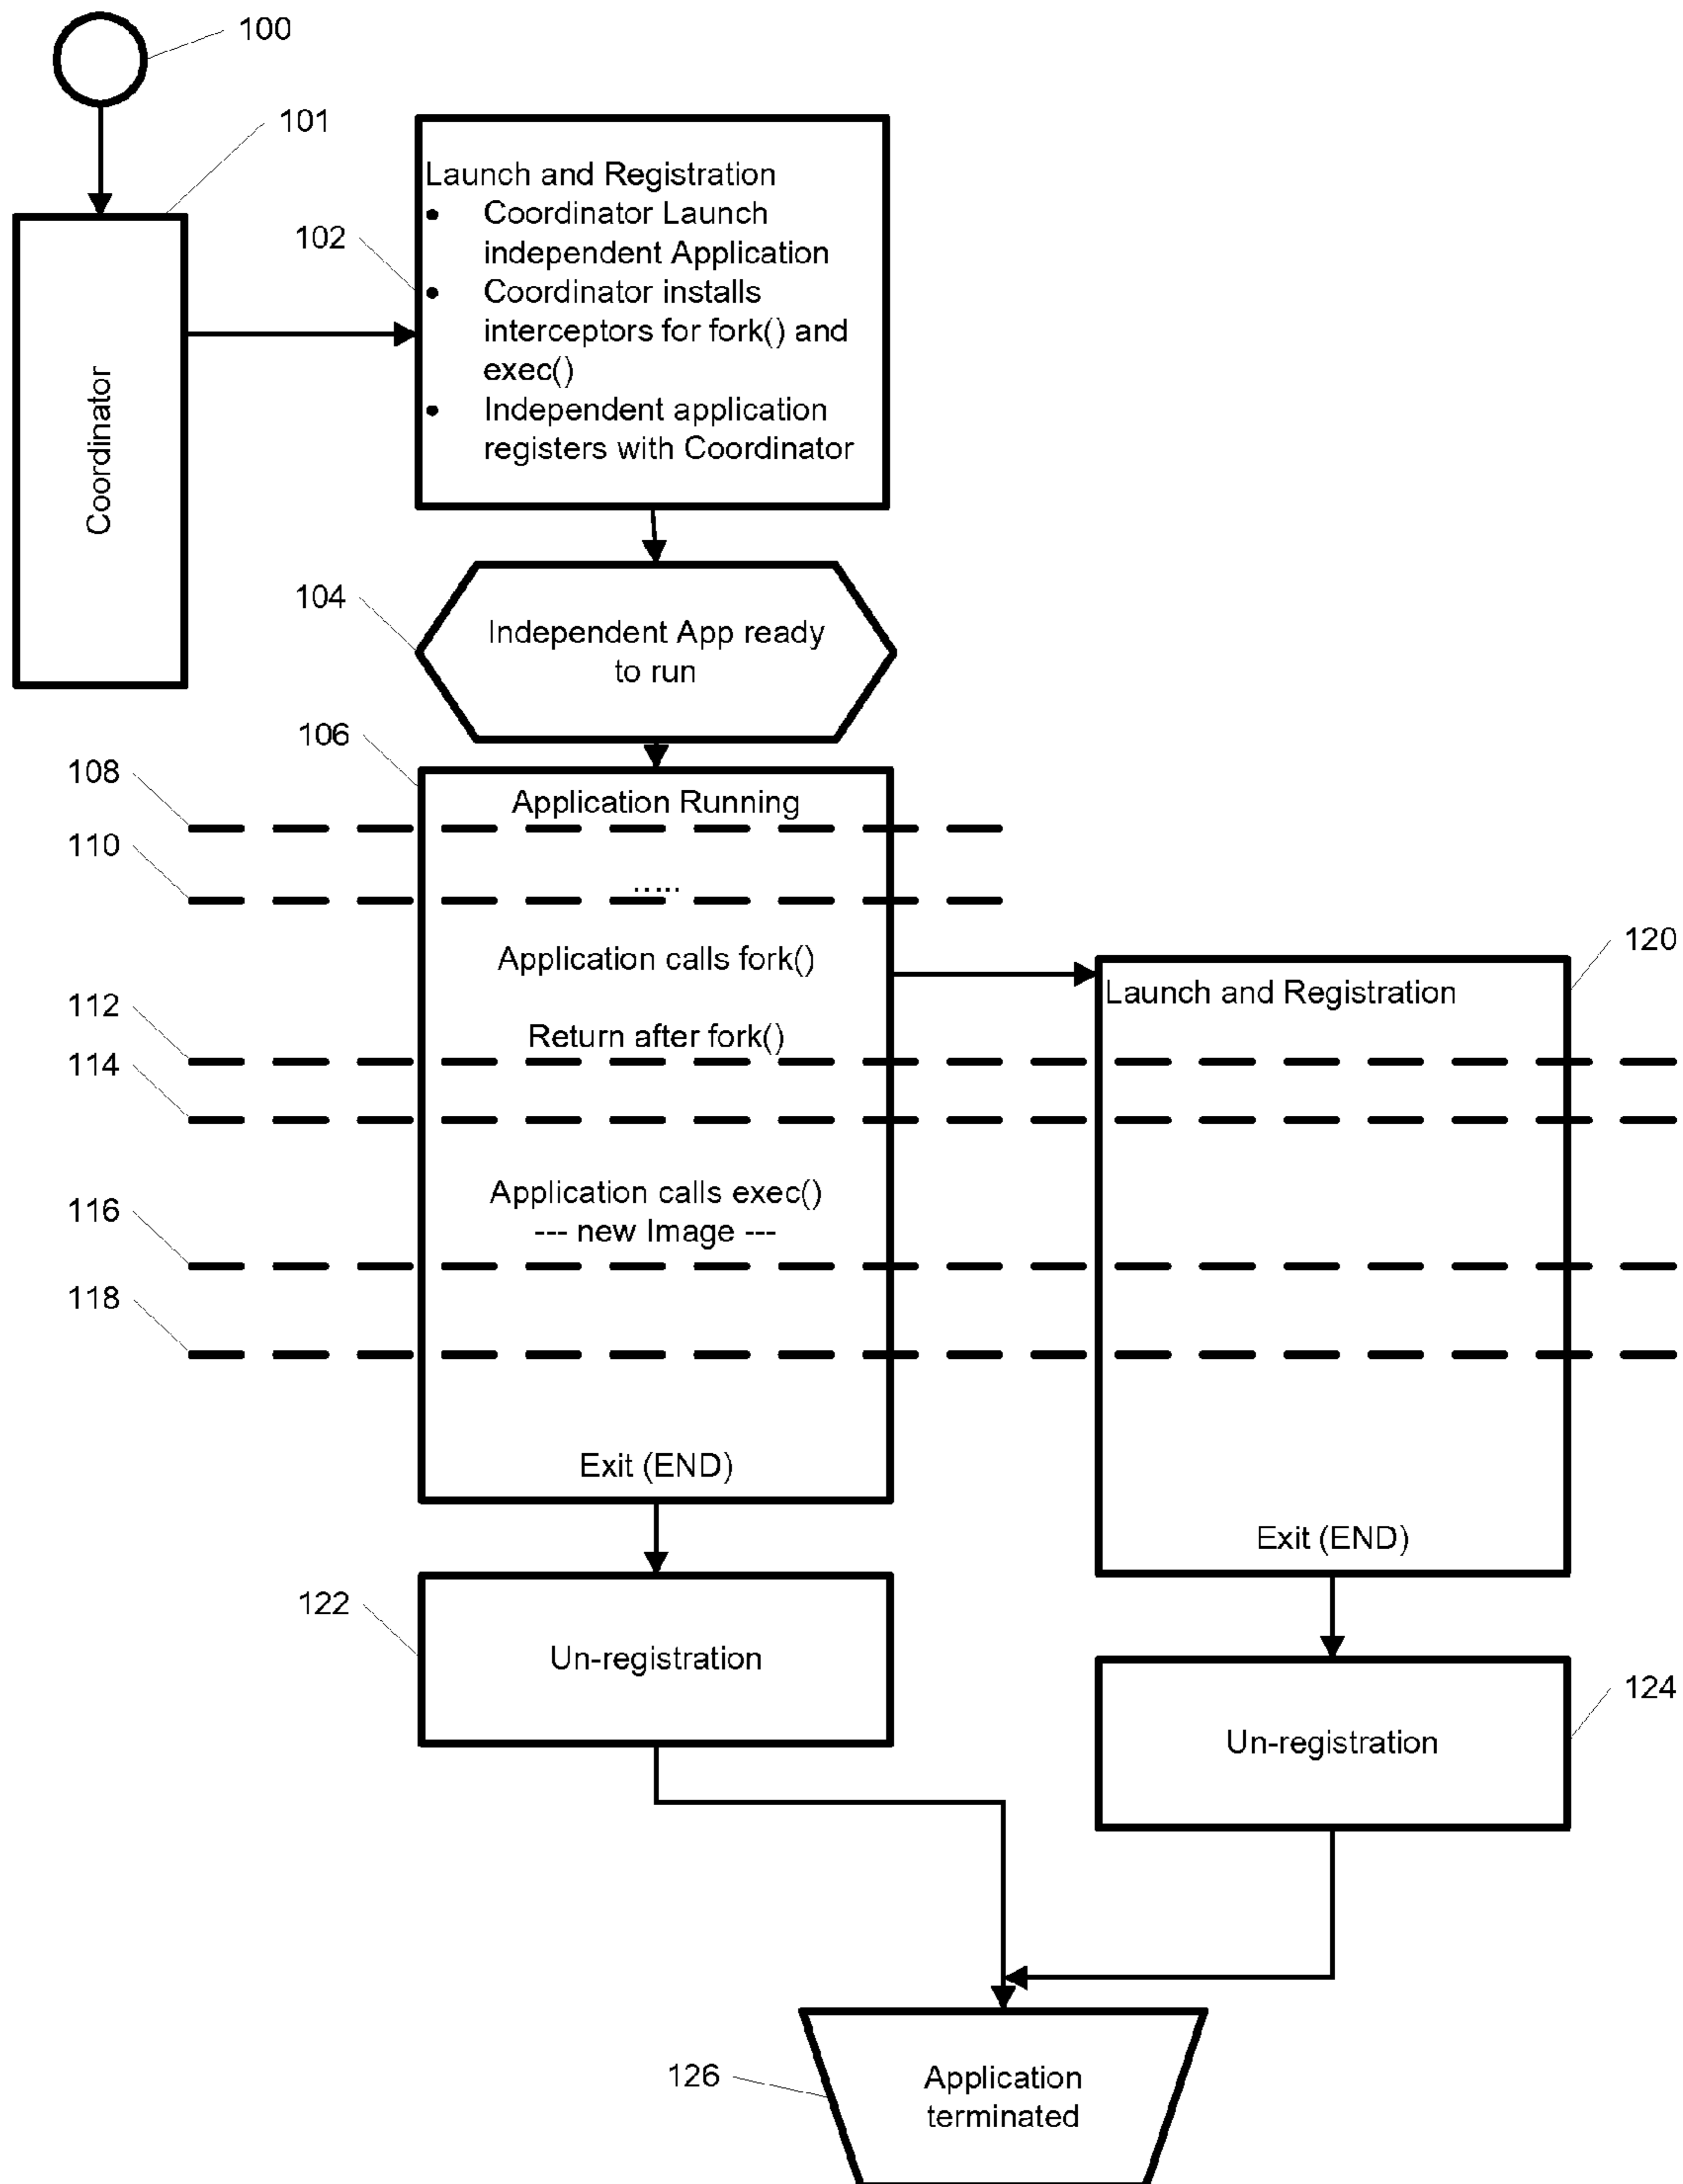 100
101
Coordinator
102
Launch and Registration
• Coordinator Launch
independent Application
• Coordinator installs
interceptors for fork() and
exec()
• Independent application
registers with Coordinator
104
Independent App ready
to run
106
108
Application Running
110
.....
Application calls fork()
120
Launch and Registration
112
Return after fork()
114
116
Application calls exec()
--- new Image ---
118
Exit (END)
Exit (END)
122
Un-registration
124
Un-registration
126
Application
terminated